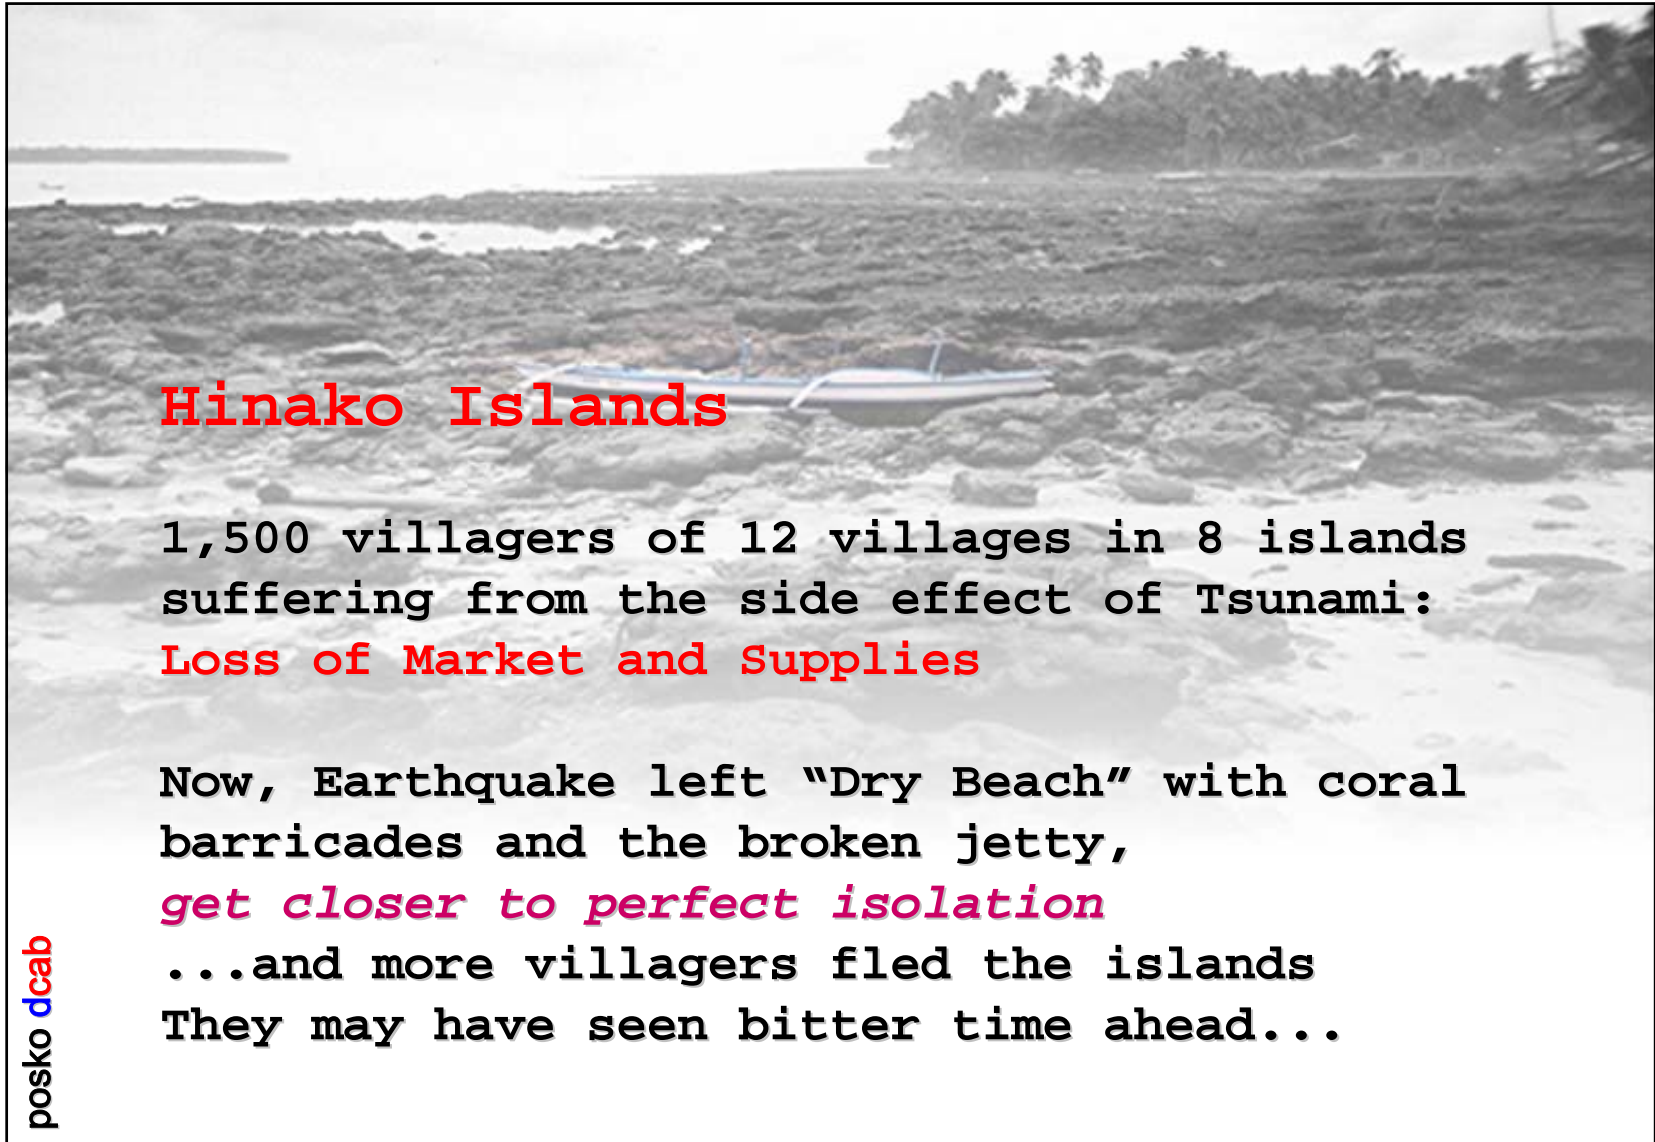 Hinako Islands
1,500 villagers of 12 villages in 8 islands
suffering from the side effect of Tsunami:
Loss of Market and Supplies
Now, Earthquake left “Dry Beach” with coral
barricades and the broken jetty,
get closer to perfect isolation
...and more villagers fled the islands
They may have seen bitter time ahead...
posko dcab